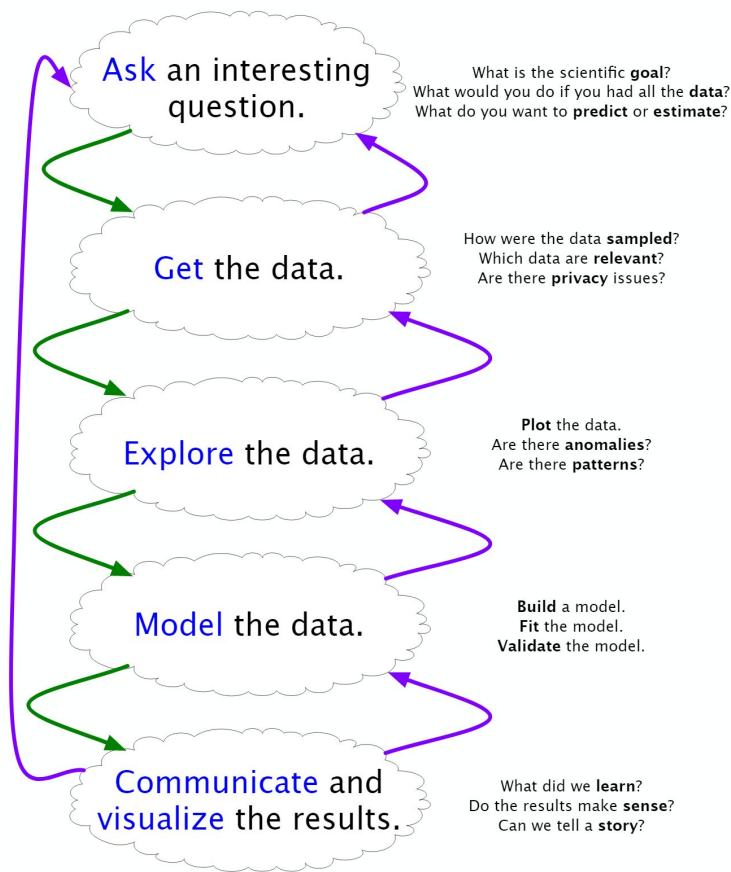 Ask an interesting
question.
What is the scientific goal?
What would you do if you had all the data?
What do you want to predict or estimate?
Get the data.
How were the data sampled?
Which data are relevant?
Are there privacy issues?
Explore the data.
Plot the data.
Are there anomalies?
Are there patterns?
Model the data.
Build a model.
Fit the model.
Validate the model.
Communicate and
visualize the results.
What did we learn?
Do the results make sense?
Can we tell a story?